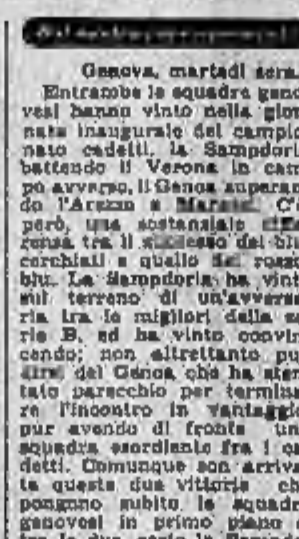 Genova, martedì sera.
Entrambe le squadre geno
vesi hanno vinto nella gior
nata inaugurale del campio
nato cadetti, la Sampdori
battendo il Verona in cam
po avverso, il Genoa superan
do l'Arezzo a C'è
però, una sostanziale diffe
renza tra il successo dei blu
cerchiati e quello dei rosso
blu. La Sampdoria ha vint
sul terreno di un'avversa
ria tra le migliori della se
rie B, ed ha vinto convin
cendo; non altrettanto può
dirsi del Genoa che ha sten
tato parecchio per termina
re l'incontro in vantaggio
pur avendo di fronte un
squadra esordiente fra i ca
detti. Comunque son arriva
te queste due vittorie ch
pongono subito le squadre
genovesi in primo piano